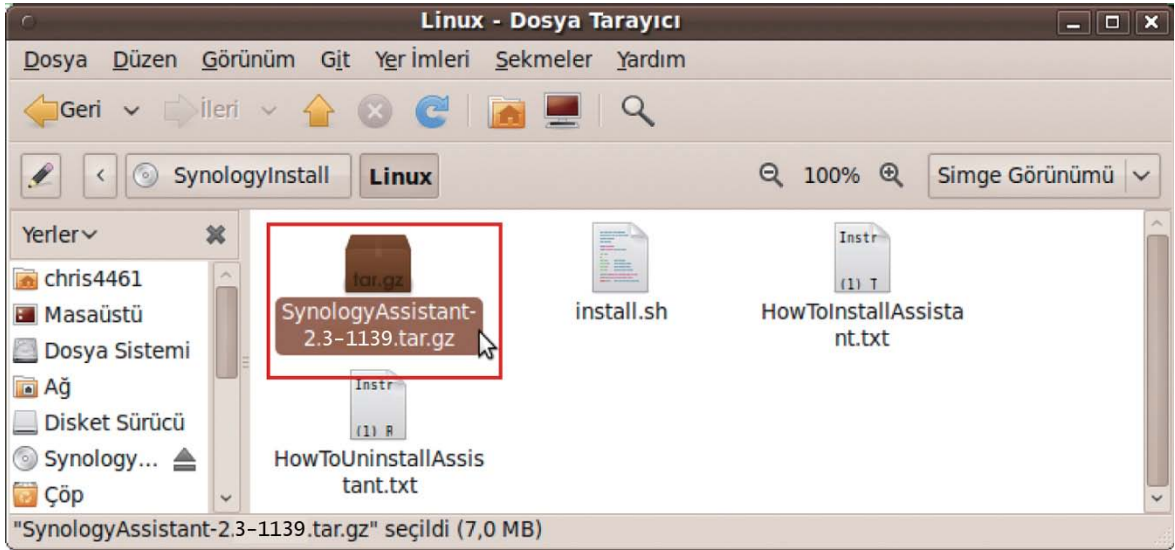 Linux - Dosya Tarayıcı
Dosya Düzen Görünüm Git Yer İmleri Sekmeler Yardım
Geri İleri
SynologyInstall Linux 100% Simge Görünümü
Yerler
chris4461
Masaüstü
Dosya Sistemi
Ağ
Disket Sürücü
Synology...
Çöp
tar.gz
SynologyAssistant-
2.3-1139.tar.gz
install.sh
Instr
(1) T
HowToInstallAssista
nt.txt
Instr
(1) R
HowToUninstallAssis
tant.txt
"SynologyAssistant-2.3-1139.tar.gz" seçildi (7,0 MB)